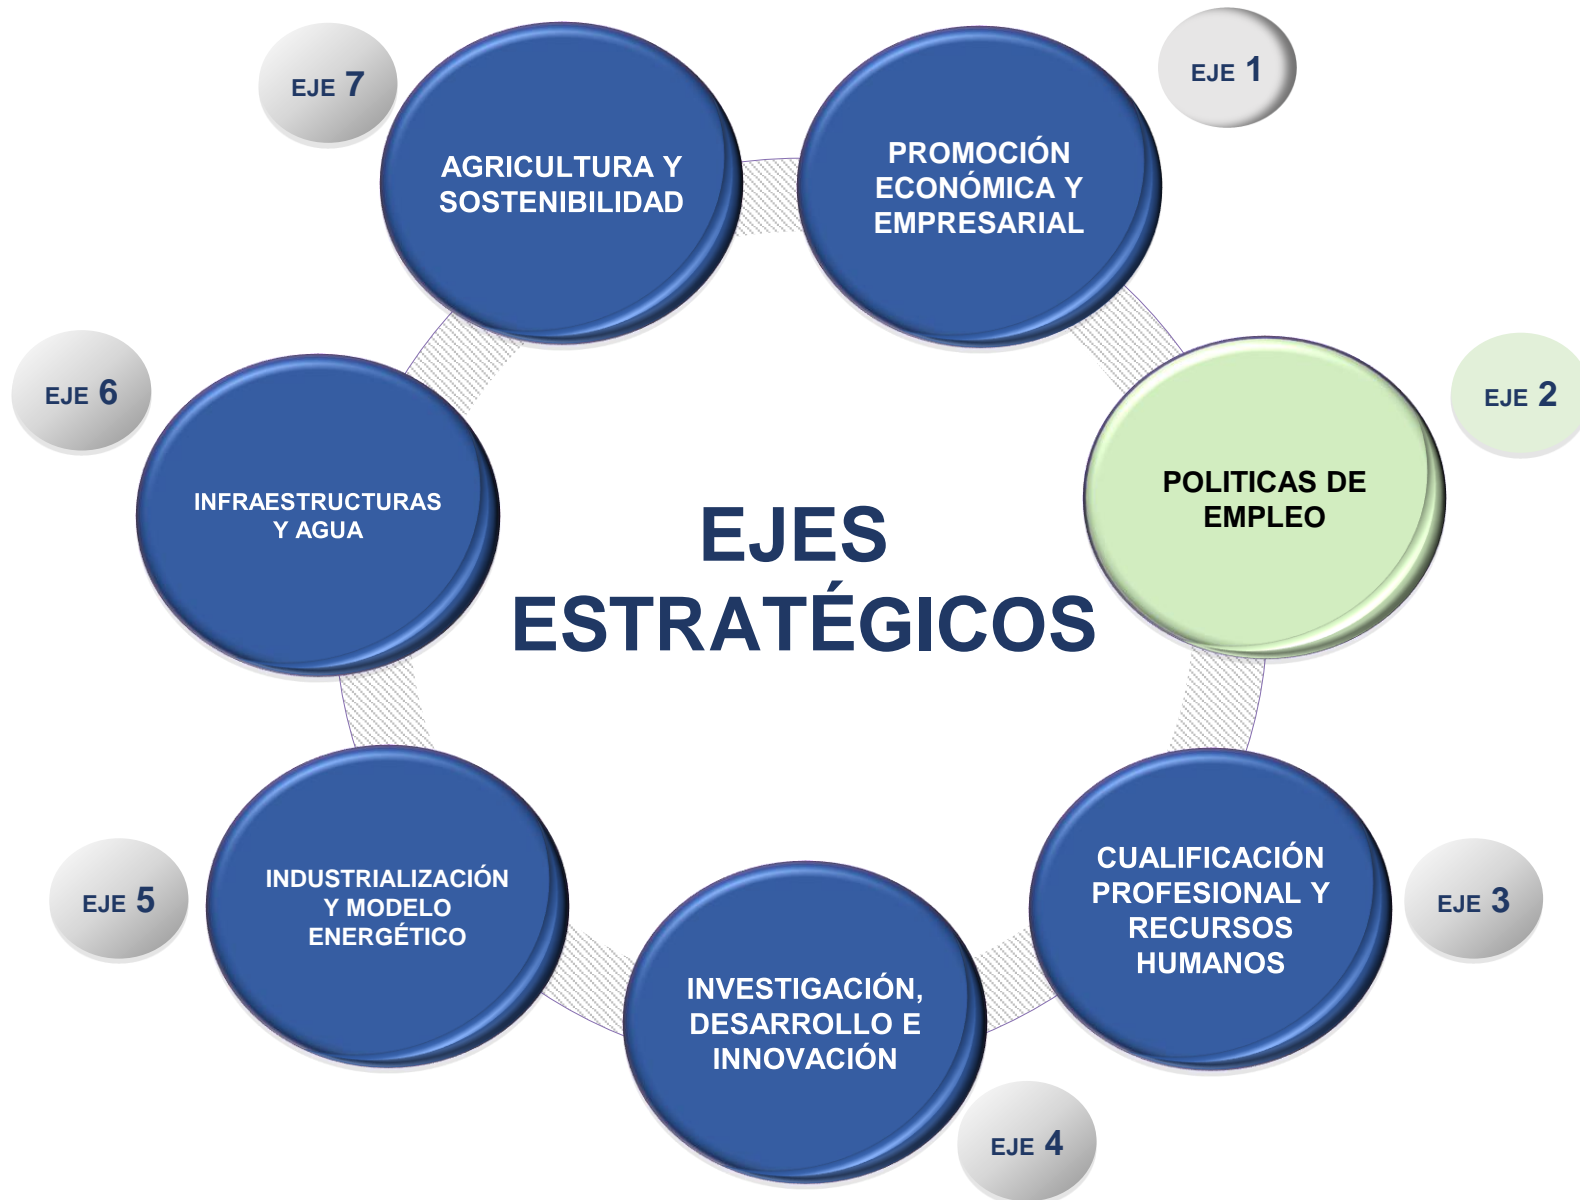 EJE 1
PROMOCIÓN
ECONÓMICA Y
EMPRESARIAL
EJE 2
POLITICAS DE
EMPLEO
EJE 3
CUALIFICACIÓN
PROFESIONAL Y
RECURSOS
HUMANOS
EJE 4
INVESTIGACIÓN,
DESARROLLO E
INNOVACIÓN
EJE 5
INDUSTRIALIZACIÓN
Y MODELO
ENERGÉTICO
EJE 6
INFRAESTRUCTURAS
Y AGUA
EJE 7
AGRICULTURA Y
SOSTENIBILIDAD
EJES
ESTRATÉGICOS